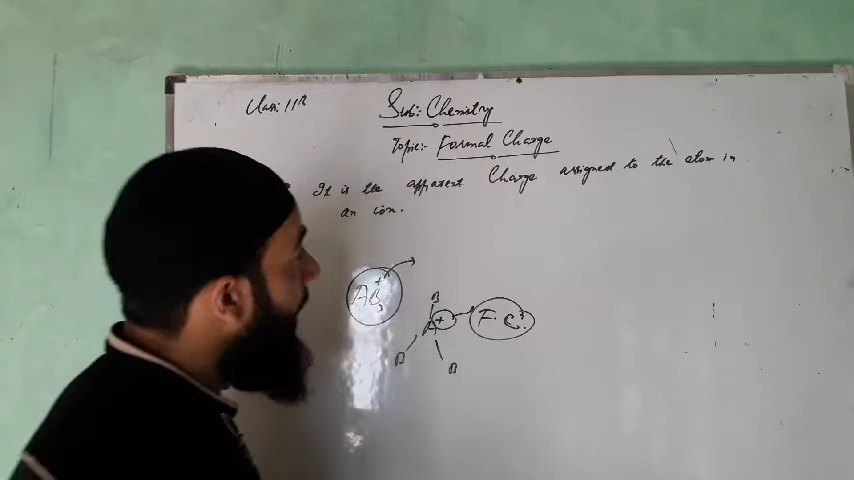 Class: 11th
Sub: Chemistry
Topic:- Formal Charge
It is the apparent Charge assigned to the atom in
an ion.
AB3+
B
A+
F.C.
B
B